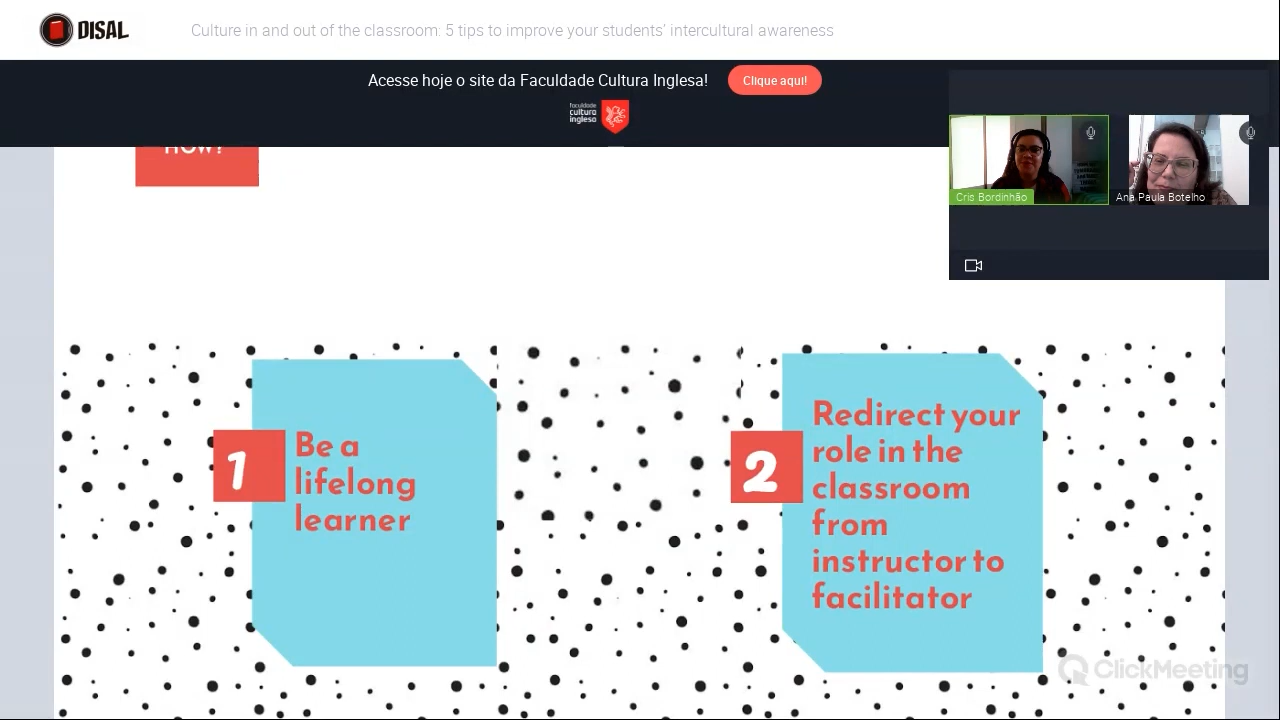 DISAL
Culture in and out of the classroom: 5 tips to improve your students' intercultural awareness
Acesse hoje o site da Faculdade Cultura Inglesa!
Clique aqui!
faculdade
cultura
inglesa
HOW?
Cris Bordinhão
Ana Paula Botelho
1
Be a
lifelong
learner
2
Redirect your
role in the
classroom
from
instructor to
facilitator
ClickMeeting